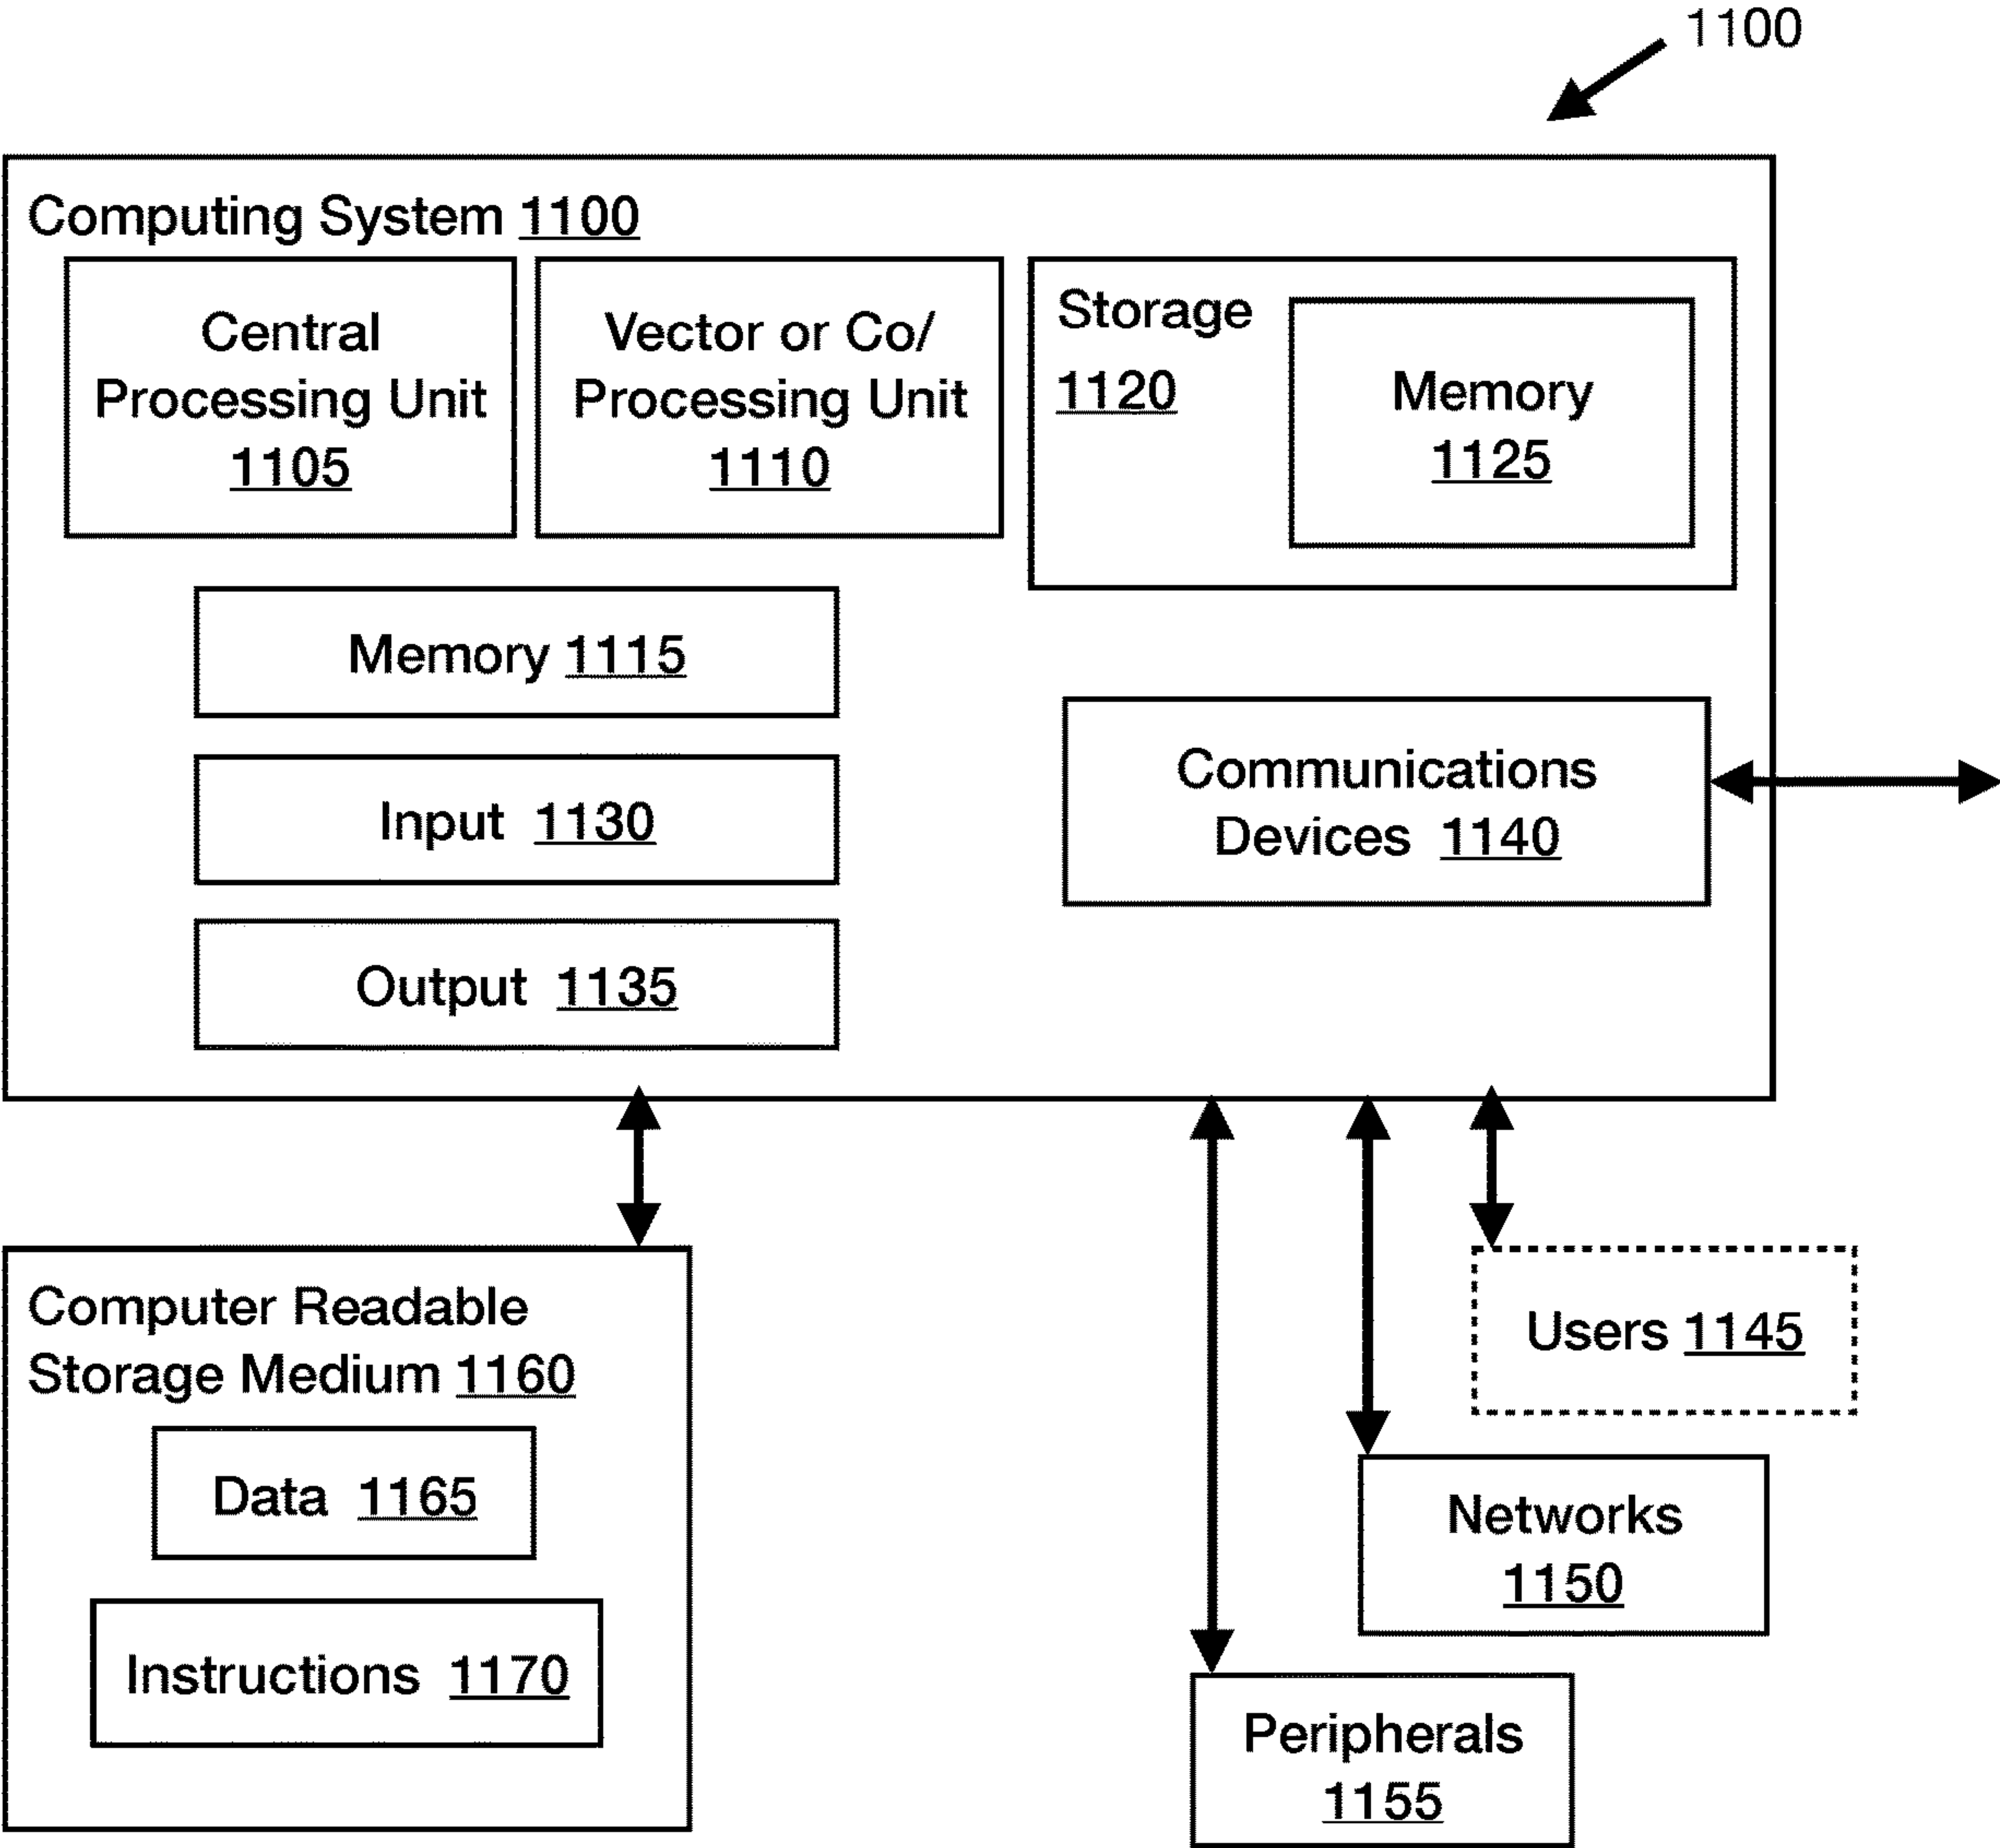 1100
Computing System 1100
Central
Processing Unit
1105
Vector or Co/
Processing Unit
1110
Storage
1120
Memory
1125
Memory 1115
Input 1130
Output 1135
Communications
Devices 1140
Computer Readable
Storage Medium 1160
Data 1165
Instructions 1170
Users 1145
Networks
1150
Peripherals
1155